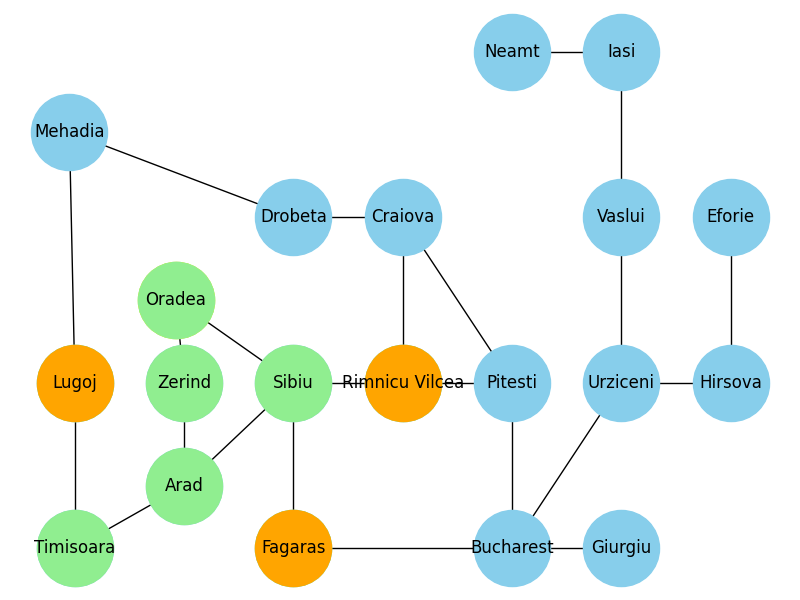 Neamt
Iasi
Mehadia
Drobeta
Craiova
Vaslui
Eforie
Oradea
Lugoj
Zerind
Sibiu
Rimnicu Vilcea
Pitesti
Urziceni
Hirsova
Arad
Timisoara
Fagaras
Bucharest
Giurgiu